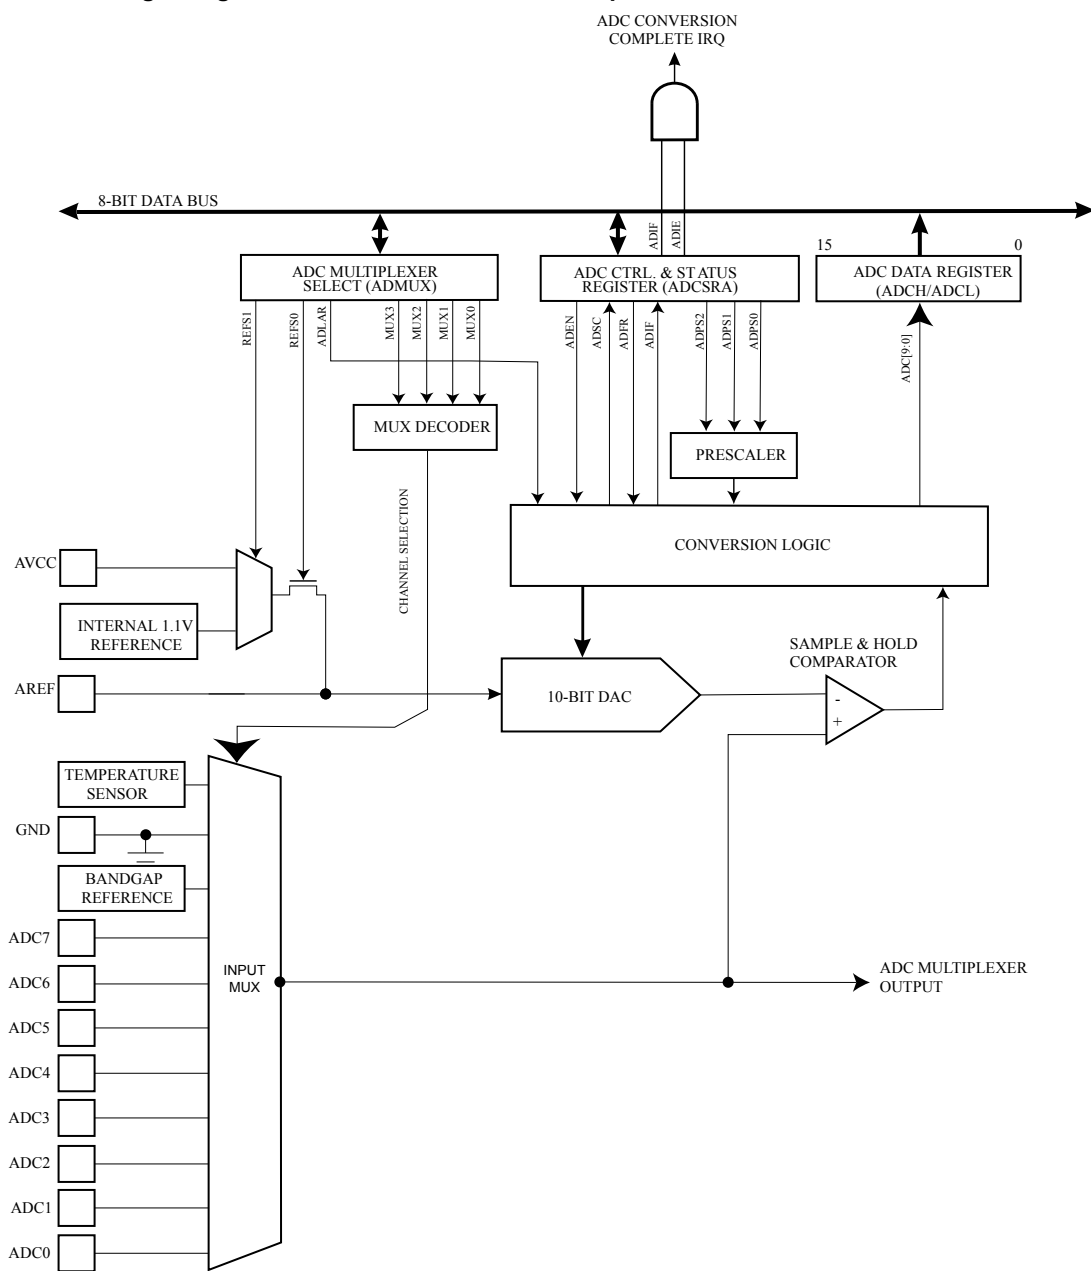 ADC CONVERSION
COMPLETE IRQ
8-BIT DATA BUS
ADIF
ADIE
15
0
ADC MULTIPLEXER
SELECT (ADMUX)
ADC CTRL. & STATUS
REGISTER (ADCSRA)
ADC DATA REGISTER
(ADCH/ADCL)
REFS1
REFS0
ADLAR
MUX3
MUX2
MUX1
MUX0
ADEN
ADSC
ADFR
ADIF
ADPS2
ADPS1
ADPS0
ADC[9:0]
MUX DECODER
PRESCALER
CHANNEL SELECTION
CONVERSION LOGIC
AVCC
INTERNAL 1.1V
REFERENCE
SAMPLE & HOLD
COMPARATOR
AREF
10-BIT DAC
-
+
TEMPERATURE
SENSOR
GND
BANDGAP
REFERENCE
ADC7
ADC6
INPUT
MUX
ADC MULTIPLEXER
OUTPUT
ADC5
ADC4
ADC3
ADC2
ADC1
ADC0